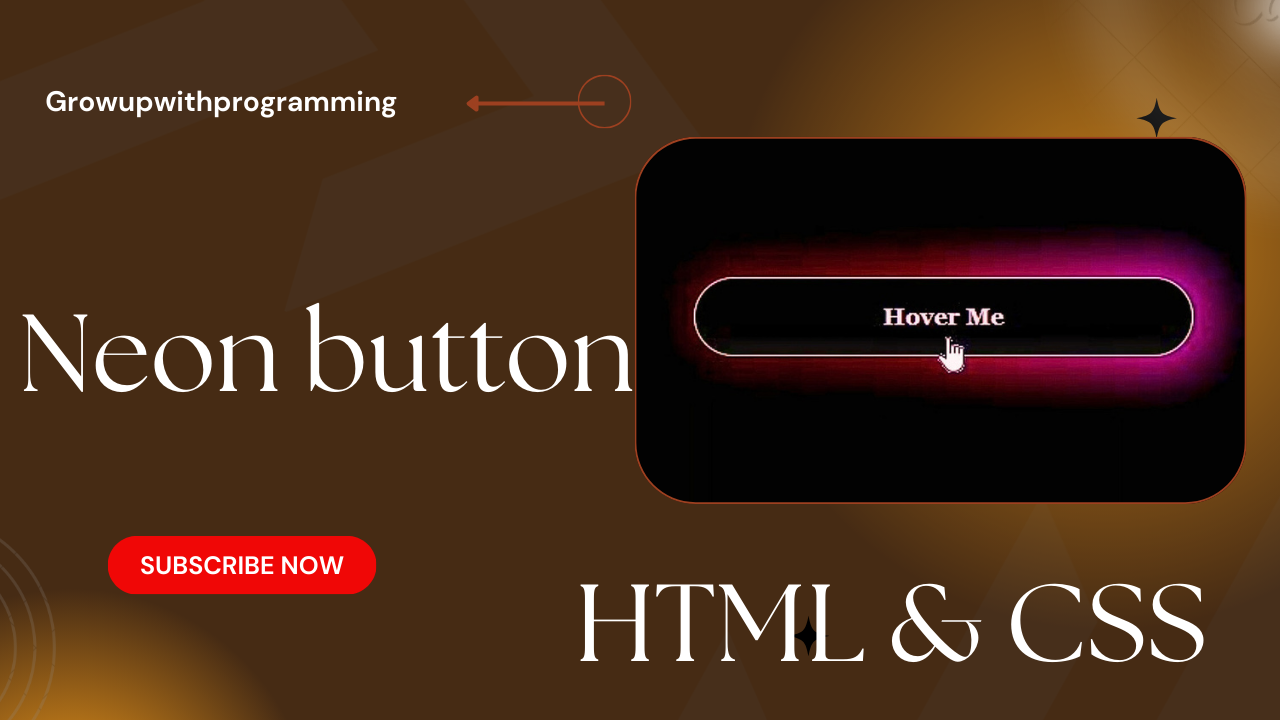 Growupwithprogramming
Neon button
Hover Me
SUBSCRIBE NOW
HTML & CSS